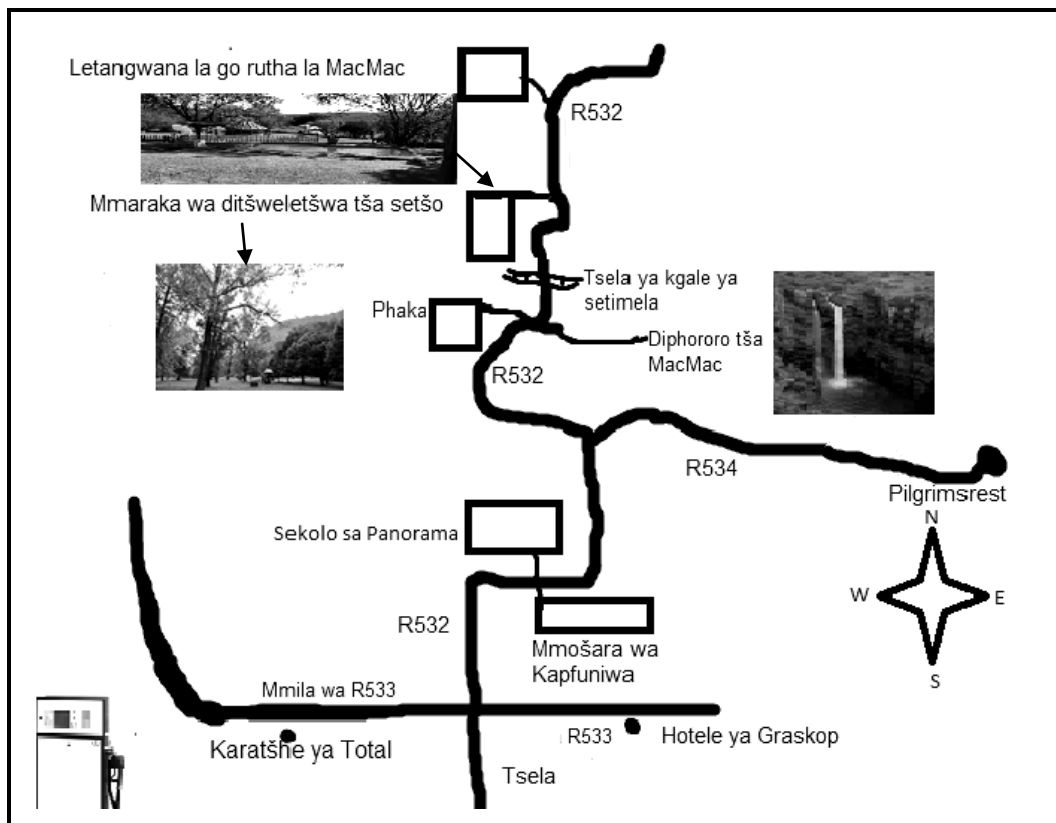 Letangwana la go rutha la MacMac
R532
Mmaraka wa ditšweletšwa tša setšo
Tsela ya kgale ya
setimela
Phaka
Diphororo tša
MacMac
R532
R534
Pilgrimsrest
Sekolo sa Panorama
N
W
E
S
R532
Mmošara wa
Kapfuniwa
Mmila wa R533
Karatšhe ya Total
R533
Hotele ya Graskop
Tsela